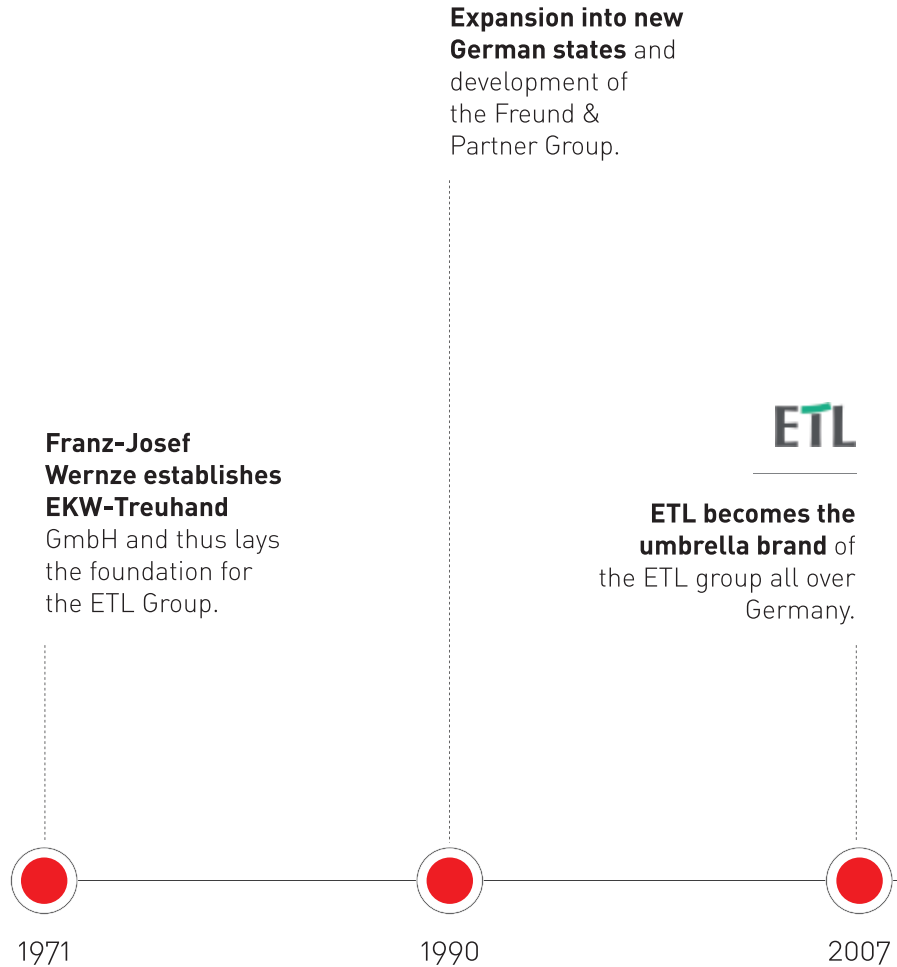 Expansion into new
German states and
development of
the Freund &
Partner Group.
Franz-Josef
Wernze establishes
EKW-Treuhand
GmbH and thus lays
the foundation for
the ETL Group.
ETL
ETL becomes the
umbrella brand of
the ETL group all over
Germany.
1971
1990
2007